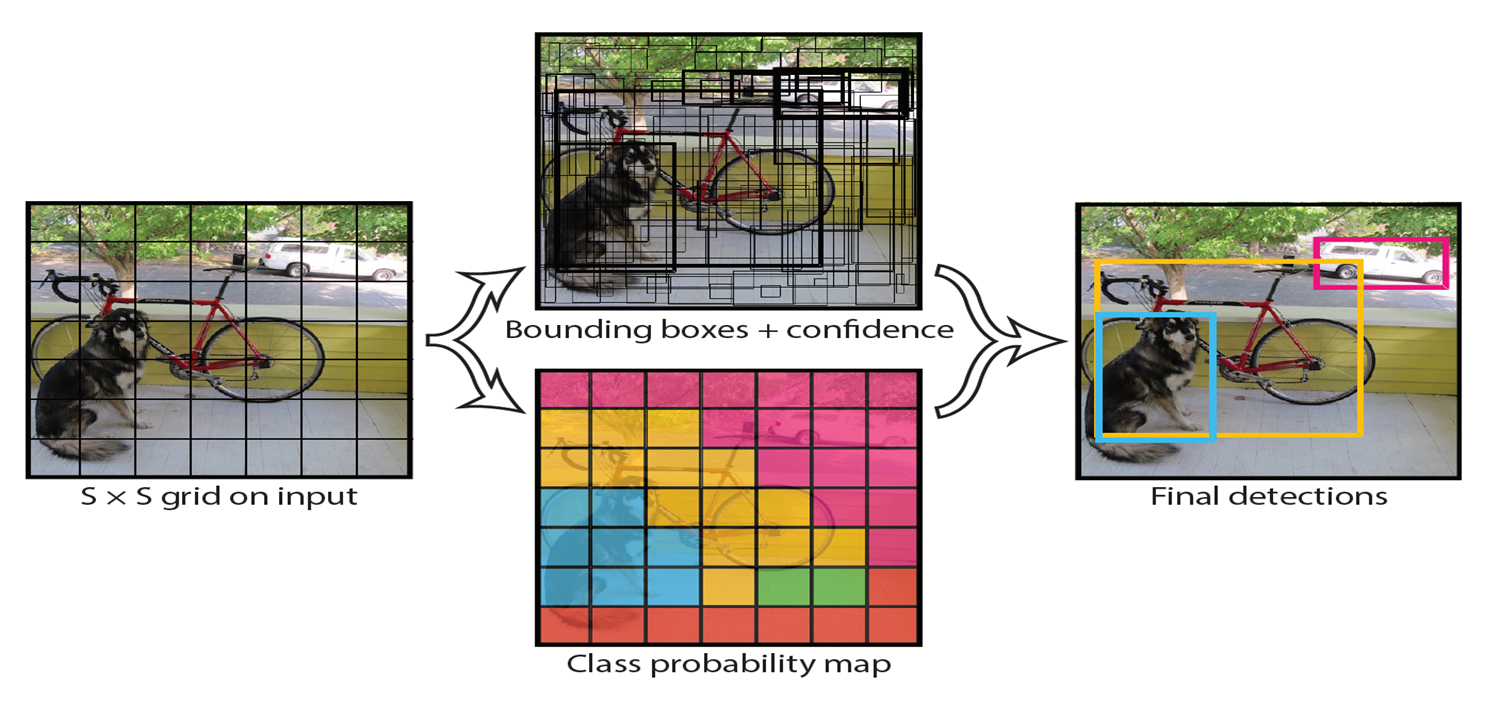 S × S grid on input
Bounding boxes + confidence
Class probability map
Final detections